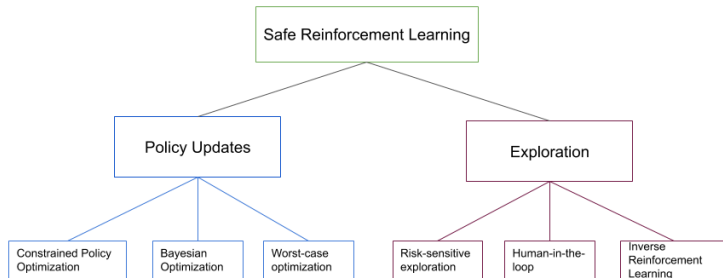 Safe Reinforcement Learning
Policy Updates
Exploration
Constrained Policy
Optimization
Bayesian
Optimization
Worst-case
optimization
Risk-sensitive
exploration
Human-in-the-
loop
Inverse
Reinforcement
Learning